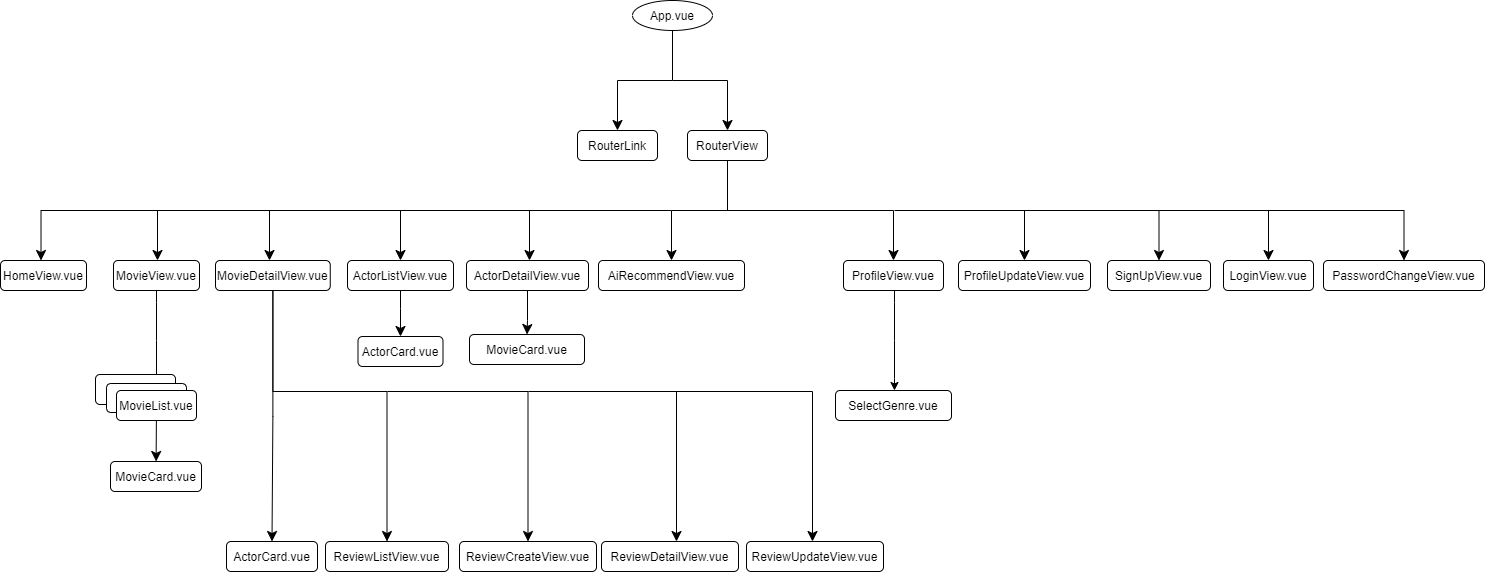 App.vue
RouterLink
RouterView
HomeView.vue
MovieView.vue
MovieDetailView.vue
ActorListView.vue
ActorDetailView.vue
AiRecommendView.vue
ProfileView.vue
ProfileUpdateView.vue
SignUpView.vue
LoginView.vue
PasswordChangeView.vue
ActorCard.vue
MovieCard.vue
MovieList.vue
SelectGenre.vue
MovieCard.vue
ActorCard.vue
ReviewListView.vue
ReviewCreateView.vue
ReviewDetailView.vue
ReviewUpdateView.vue